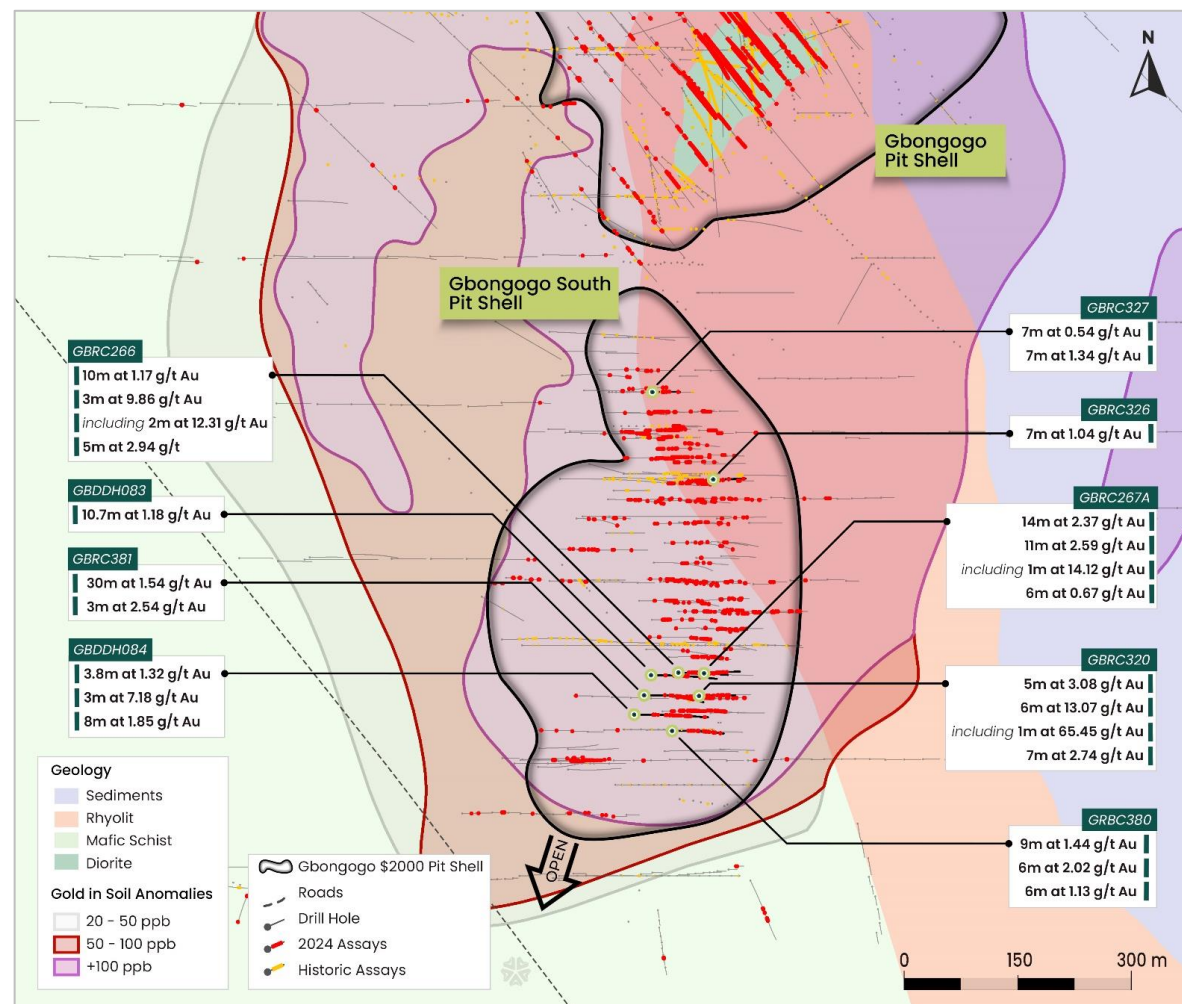 N
Gbongogo
Pit Shell
Gbongogo South
Pit Shell
GBRC266
10m at 1.17 g/t Au
3m at 9.86 g/t Au
including 2m at 12.31 g/t Au
5m at 2.94 g/t
GBDDH083
10.7m at 1.18 g/t Au
GBRC381
30m at 1.54 g/t Au
3m at 2.54 g/t Au
GBDDH084
3.8m at 1.32 g/t Au
3m at 7.18 g/t Au
8m at 1.85 g/t Au
GBRC327
7m at 0.54 g/t Au
7m at 1.34 g/t Au
GBRC326
7m at 1.04 g/t Au
GBRC267A
14m at 2.37 g/t Au
11m at 2.59 g/t Au
including 1m at 14.12 g/t Au
6m at 0.67 g/t Au
GBRC320
5m at 3.08 g/t Au
6m at 13.07 g/t Au
including 1m at 65.45 g/t Au
7m at 2.74 g/t Au
GRBC380
9m at 1.44 g/t Au
6m at 2.02 g/t Au
6m at 1.13 g/t Au
OPEN
Geology
Sediments
Rhyolit
Mafic Schist
Diorite
Gold in Soil Anomalies
20 - 50 ppb
50 - 100 ppb
+100 ppb
Gbongogo $2000 Pit Shell
Roads
Drill Hole
2024 Assays
Historic Assays
0 150 300 m